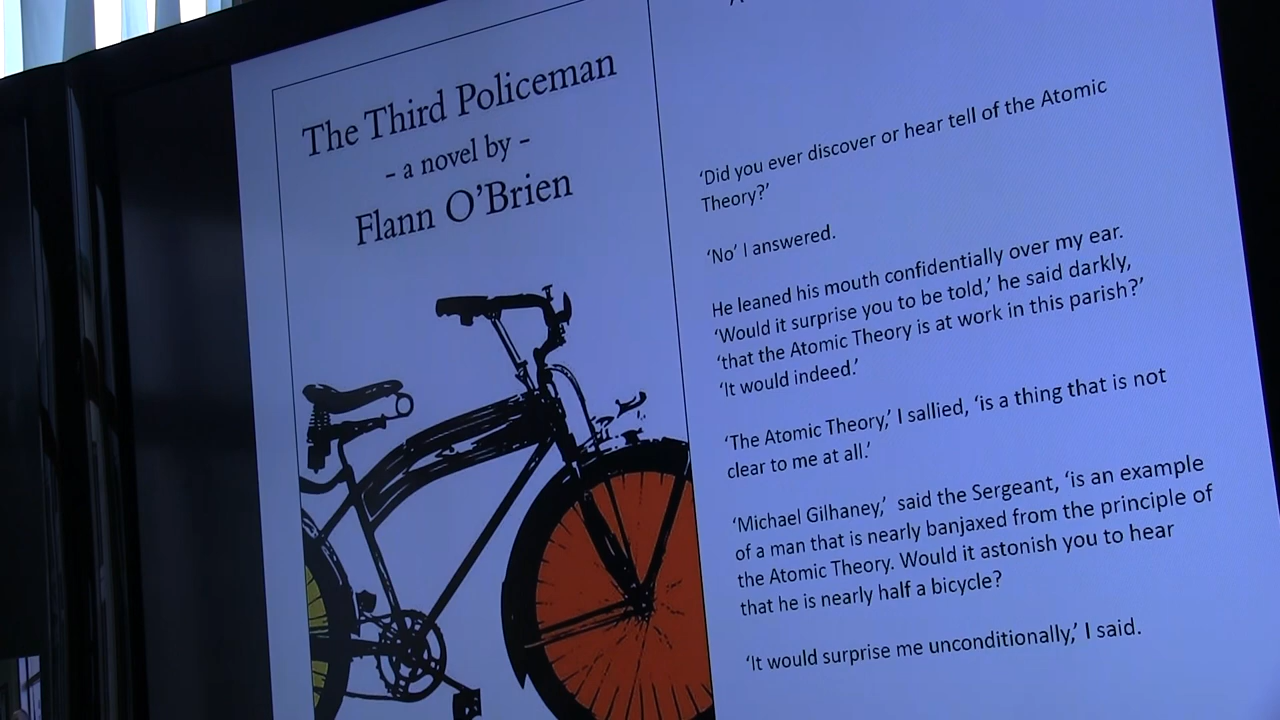 The Third Policeman
– a novel by –
Flann O'Brien
'Did you ever discover or hear tell of the Atomic
Theory?'
'No' I answered.
He leaned his mouth confidentially over my ear.
'Would it surprise you to be told,' he said darkly,
'that the Atomic Theory is at work in this parish?'
'It would indeed.'
'The Atomic Theory,' I sallied, 'is a thing that is not
clear to me at all.'
'Michael Gilhaney,'  said the Sergeant, 'is an example
of a man that is nearly banjaxed from the principle of
the Atomic Theory. Would it astonish you to hear
that he is nearly half a bicycle?
'It would surprise me unconditionally,' I said.